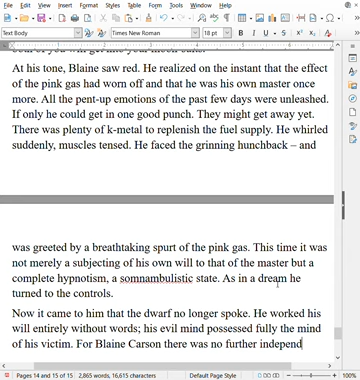 File Edit View Insert Format Styles Table Form Tools Window Help
Text Body
Times New Roman
18 pt
At his tone, Blaine saw red. He realized on the instant that the effect
of the pink gas had worn off and that he was his own master once
more. All the pent-up emotions of the past few days were unleashed.
If only he could get in one good punch. They might get away yet.
There was plenty of k-metal to replenish the fuel supply. He whirled
suddenly, muscles tensed. He faced the grinning hunchback – and
was greeted by a breathtaking spurt of the pink gas. This time it was
not merely a subjecting of his own will to that of the master but a
complete hypnotism, a somnambulistic state. As in a dream he
turned to the controls.
Now it came to him that the dwarf no longer spoke. He worked his
will entirely without words; his evil mind possessed fully the mind
of his victim. For Blaine Carson there was no further independ
Pages 14 and 15 of 15 2,865 words, 16,615 characters Default Page Style 100%